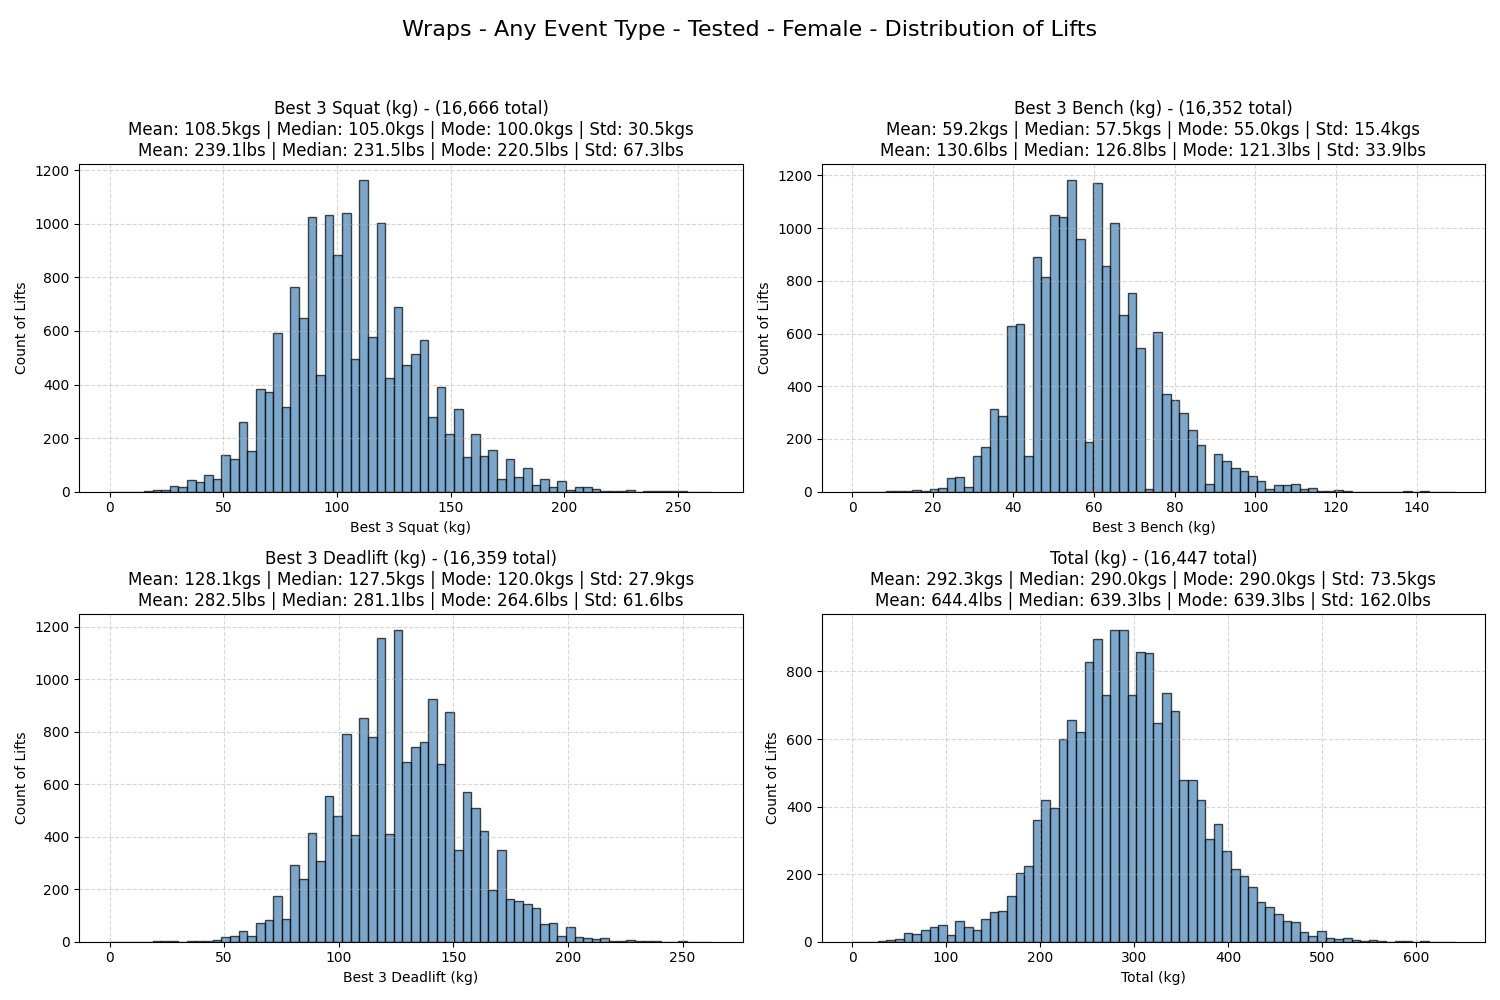 Wraps - Any Event Type - Tested - Female - Distribution of Lifts
Best 3 Squat (kg) - (16,666 total)
Mean: 108.5kgs | Median: 105.0kgs | Mode: 100.0kgs | Std: 30.5kgs
Mean: 239.1lbs | Median: 231.5lbs | Mode: 220.5lbs | Std: 67.3lbs
Count of Lifts
1200
1000
800
600
400
200
0
0 50 100 150 200 250
Best 3 Squat (kg)
Best 3 Bench (kg) - (16,352 total)
Mean: 59.2kgs | Median: 57.5kgs | Mode: 55.0kgs | Std: 15.4kgs
Mean: 130.6lbs | Median: 126.8lbs | Mode: 121.3lbs | Std: 33.9lbs
Count of Lifts
1200
1000
800
600
400
200
0
0 20 40 60 80 100 120 140
Best 3 Bench (kg)
Best 3 Deadlift (kg) - (16,359 total)
Mean: 128.1kgs | Median: 127.5kgs | Mode: 120.0kgs | Std: 27.9kgs
Mean: 282.5lbs | Median: 281.1lbs | Mode: 264.6lbs | Std: 61.6lbs
Count of Lifts
1200
1000
800
600
400
200
0
0 50 100 150 200 250
Best 3 Deadlift (kg)
Total (kg) - (16,447 total)
Mean: 292.3kgs | Median: 290.0kgs | Mode: 290.0kgs | Std: 73.5kgs
Mean: 644.4lbs | Median: 639.3lbs | Mode: 639.3lbs | Std: 162.0lbs
Count of Lifts
800
600
400
200
0
0 100 200 300 400 500 600
Total (kg)